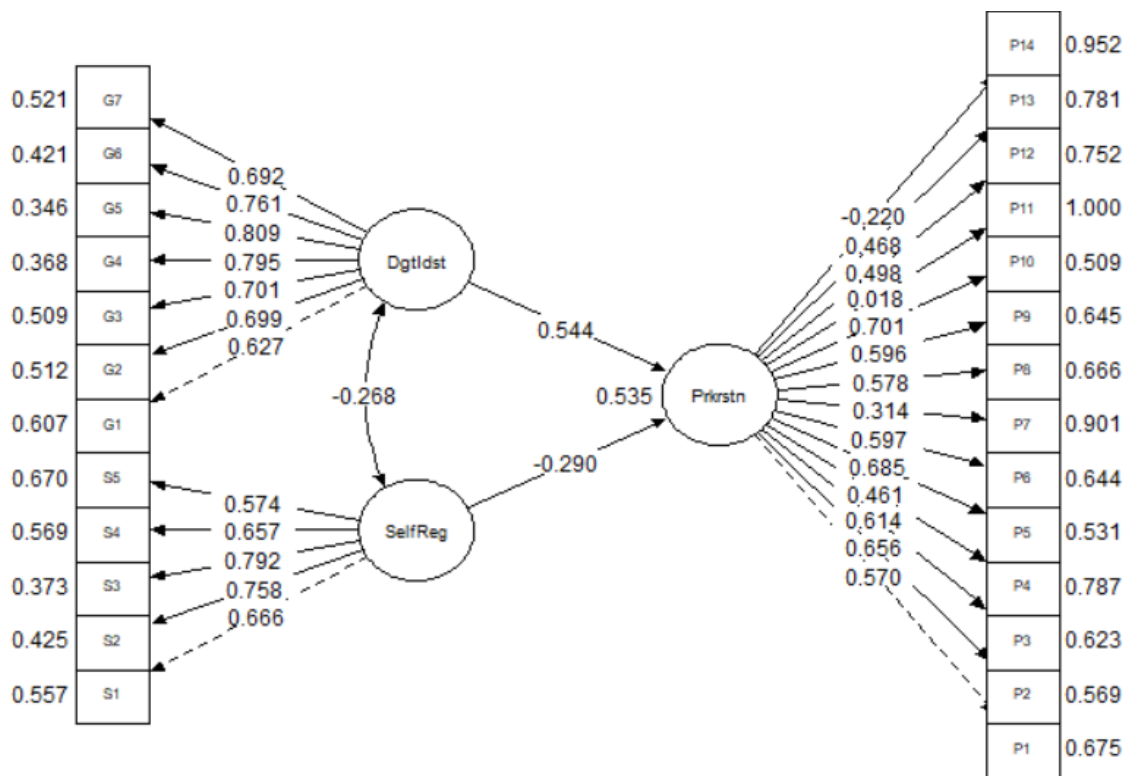 P14 0.952
0.521 G7 P13 0.781
0.421 G6 P12 0.752
0.346 G5 P11 1.000
0.368 G4 P10 0.509
0.509 G3 P9 0.645
0.512 G2 P8 0.666
0.607 G1 P7 0.901
0.670 S5 P6 0.644
0.569 S4 P5 0.531
0.373 S3 P4 0.787
0.425 S2 P3 0.623
0.557 S1 P2 0.569
P1 0.675
0.692
0.761
0.809
0.795
0.701
0.699
0.627
DgtIdst
-0.268
0.574
0.657
0.792
0.758
0.666
SelfReg
0.544
-0.290
0.535 Prkrstn
-0.220
0.468
0.498
0.018
0.701
0.596
0.578
0.314
0.597
0.685
0.461
0.614
0.656
0.570